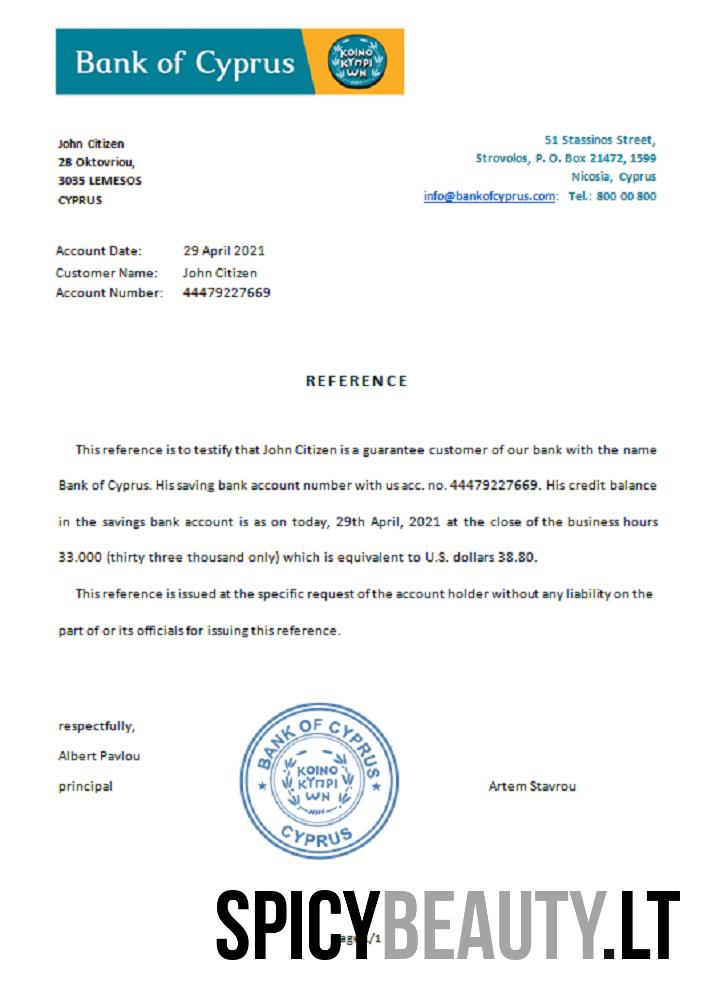 Bank of Cyprus
ΚΟΙΝΟ
ΚΥΠΡΙ
ΩΝ
John Citizen
28 Oktovriou,
3035 LEMESOS
CYPRUS
51 Stassinos Street,
Strovolos, P. O. Box 21472, 1599
Nicosia, Cyprus
info@bankofcyprus.com: Tel.: 800 00 800
Account Date: 29 April 2021
Customer Name: John Citizen
Account Number: 44479227669
REFERENCE
This reference is to testify that John Citizen is a guarantee customer of our bank with the name
Bank of Cyprus. His saving bank account number with us acc. no. 44479227669. His credit balance
in the savings bank account is as on today, 29th April, 2021 at the close of the business hours
33.000 (thirty three thousand only) which is equivalent to U.S. dollars 38.80.
This reference is issued at the specific request of the account holder without any liability on the
part of or its officials for issuing this reference.
respectfully,
Albert Pavlou
principal
BANK OF CYPRUS
ΚΟΙΝΟ
ΚΥΠΡΙ
ΩΝ
CYPRUS
Artem Stavrou
SPICYBEAUTY.LT